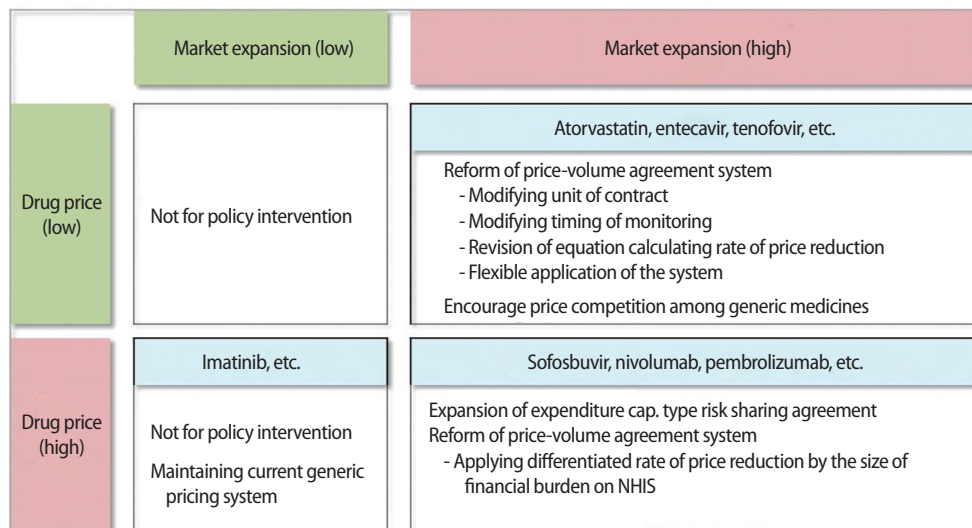 Market expansion (low)
Market expansion (high)
Drug price
(low)
Not for policy intervention
Atorvastatin, entecavir, tenofovir, etc.
Reform of price-volume agreement system
- Modifying unit of contract
- Modifying timing of monitoring
- Revision of equation calculating rate of price reduction
- Flexible application of the system
Encourage price competition among generic medicines
Drug price
(high)
Imatinib, etc.
Not for policy intervention
Maintaining current generic
pricing system
Sofosbuvir, nivolumab, pembrolizumab, etc.
Expansion of expenditure cap. type risk sharing agreement
Reform of price-volume agreement system
- Applying differentiated rate of price reduction by the size of
financial burden on NHIS